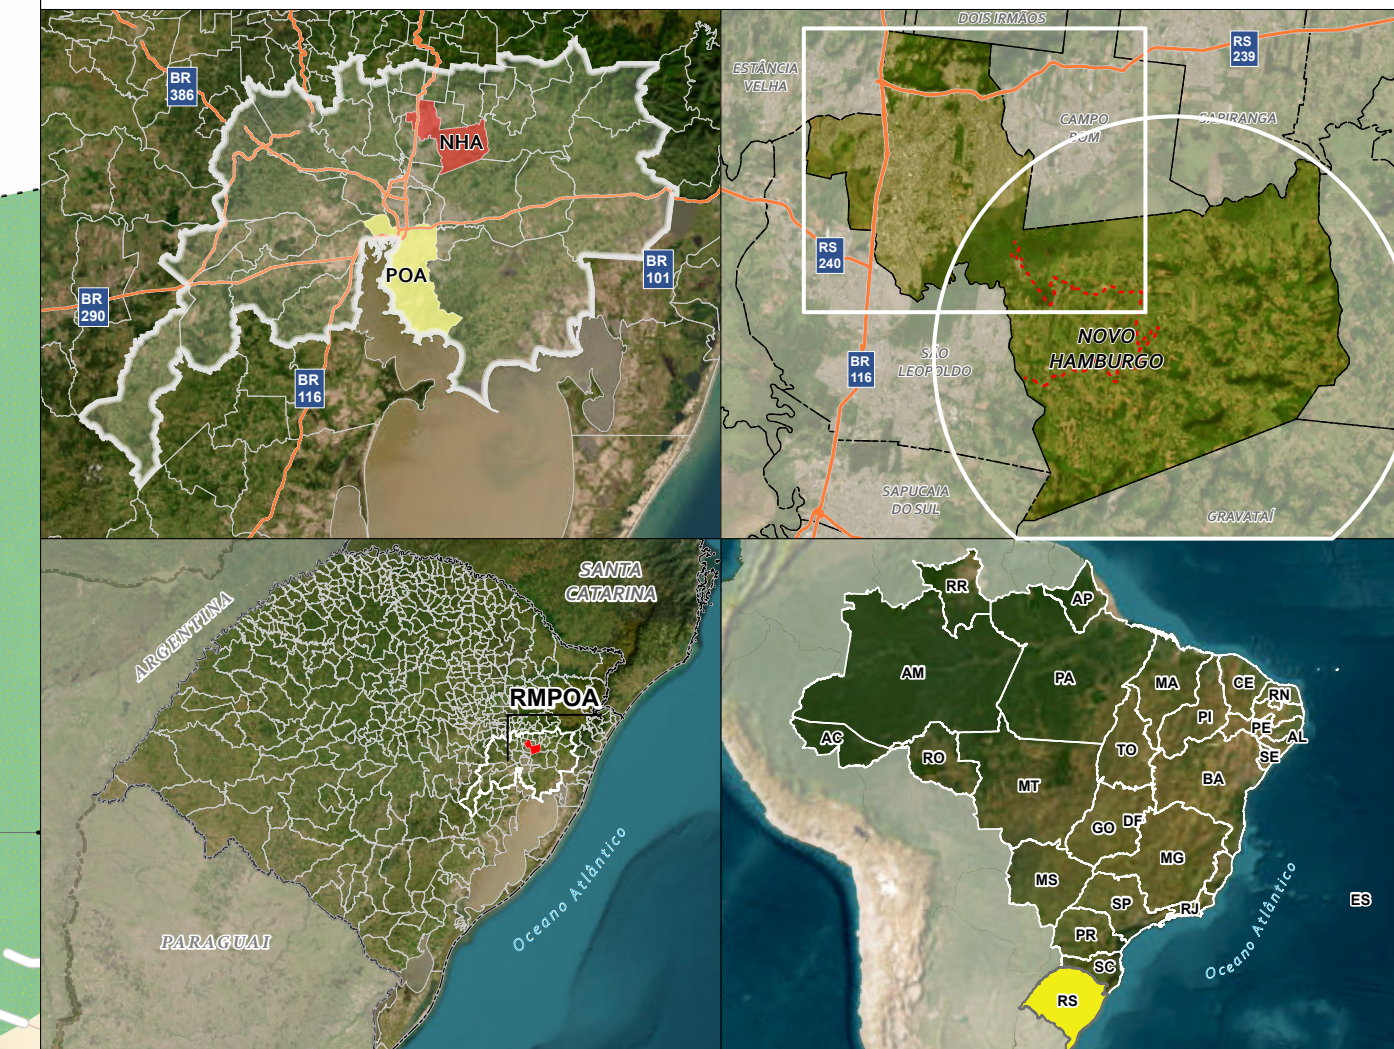 BR
386
NHA
POA
BR
101
BR
290
BR
116
DOIS IRMÃOS
RS
239
ESTÂNCIA
VELHA
CAMPO
BOM
SAPIRANGA
RS
240
NOVO
HAMBURGO
SÃO
LEOPOLDO
BR
116
SAPUCAIA
DO SUL
GRAVATAÍ
SANTA
CATARINA
ARGENTINA
RMPOA
Oceano Atlântico
PARAGUAI
RR
AP
AM
PA
MA
CE
RN
PI
PE
AL
AC
RO
TO
SE
MT
BA
GO
DF
MG
MS
SP
RJ
ES
PR
SC
RS
Oceano Atlântico